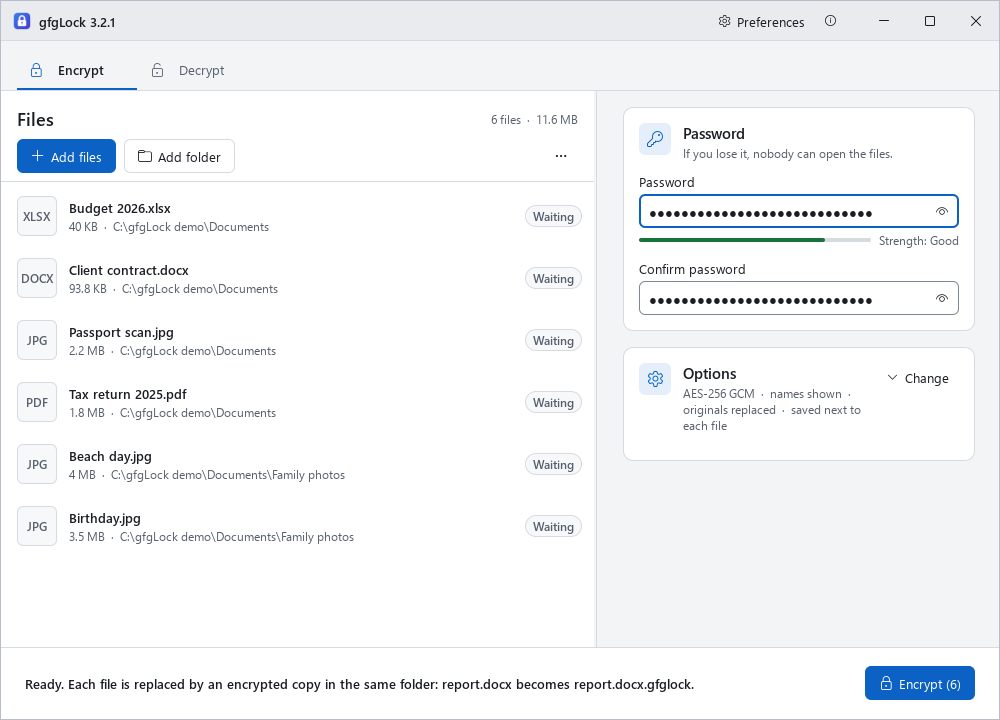 gfgLock 3.2.1
Preferences
Encrypt
Decrypt
Files
6 files · 11.6 MB
Add files
Add folder
XLSX
Budget 2026.xlsx
40 KB · C:\gfgLock demo\Documents
Waiting
DOCX
Client contract.docx
93.8 KB · C:\gfgLock demo\Documents
Waiting
JPG
Passport scan.jpg
2.2 MB · C:\gfgLock demo\Documents
Waiting
PDF
Tax return 2025.pdf
1.8 MB · C:\gfgLock demo\Documents
Waiting
JPG
Beach day.jpg
4 MB · C:\gfgLock demo\Documents\Family photos
Waiting
JPG
Birthday.jpg
3.5 MB · C:\gfgLock demo\Documents\Family photos
Waiting
Password
If you lose it, nobody can open the files.
Password
Strength: Good
Confirm password
Options
Change
AES-256 GCM · names shown ·
originals replaced · saved next to
each file
Ready. Each file is replaced by an encrypted copy in the same folder: report.docx becomes report.docx.gfglock.
Encrypt (6)